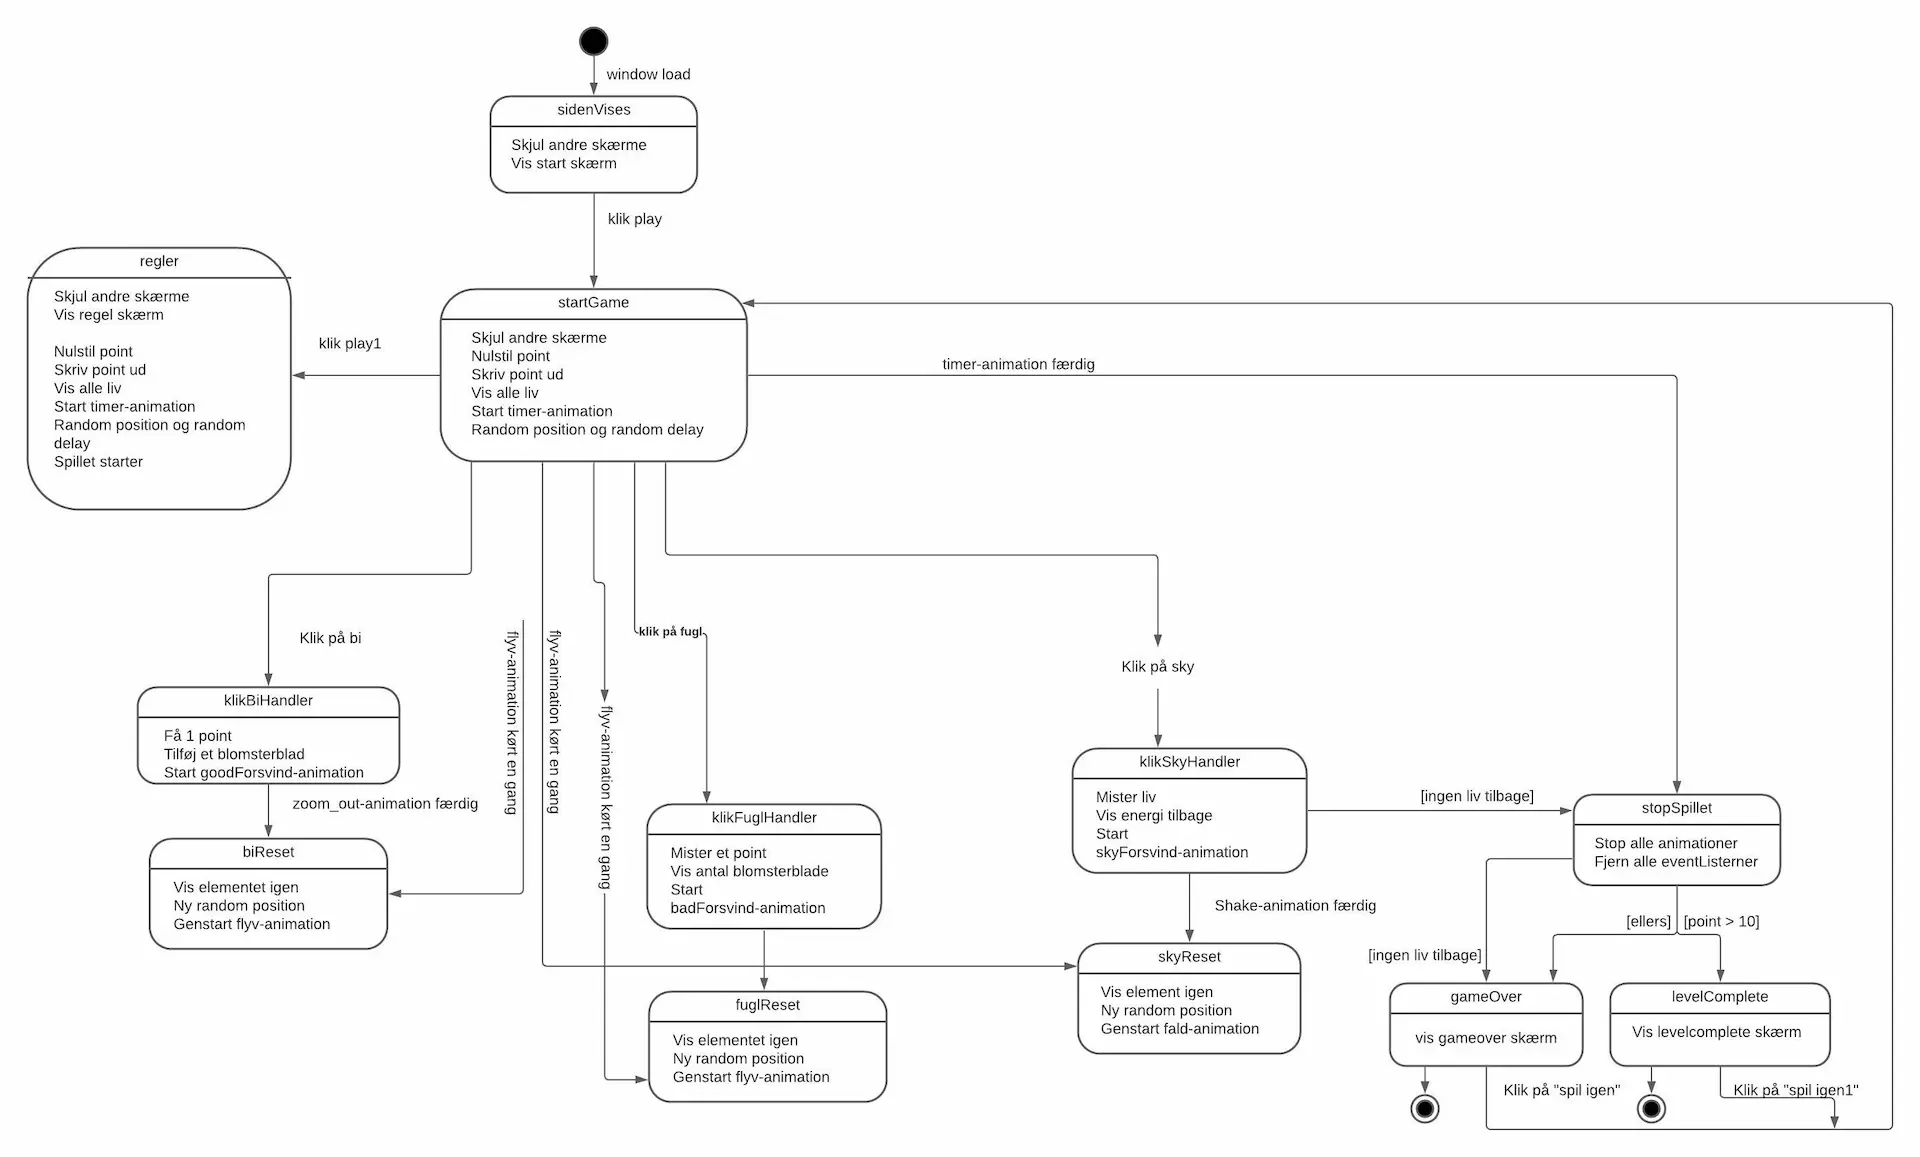 window load
sidenVises
Skjul andre skærme
Vis start skærm
klik play
regler
Skjul andre skærme
Vis regel skærm
Nulstil point
Skriv point ud
Vis alle liv
Start timer-animation
Random position og random
delay
Spillet starter
klik play1
startGame
Skjul andre skærme
Nulstil point
Skriv point ud
Vis alle liv
Start timer-animation
Random position og random delay
timer-animation færdig
Klik på bi
flyv-animation kørt en gang
flyv-animation kørt en gang
flyv-animation kørt en gang
klik på fugl
Klik på sky
klikBiHandler
Få 1 point
Tilføj et blomsterblad
Start goodForsvind-animation
zoom_out-animation færdig
biReset
Vis elementet igen
Ny random position
Genstart flyv-animation
klikFuglHandler
Mister et point
Vis antal blomsterblade
Start
badForsvind-animation
fuglReset
Vis elementet igen
Ny random position
Genstart flyv-animation
klikSkyHandler
Mister liv
Vis energi tilbage
Start
skyForsvind-animation
[ingen liv tilbage]
Shake-animation færdig
skyReset
Vis element igen
Ny random position
Genstart fald-animation
stopSpillet
Stop alle animationer
Fjern alle eventListerner
[ellers]
[point > 10]
[ingen liv tilbage]
gameOver
vis gameover skærm
levelComplete
Vis levelcomplete skærm
Klik på "spil igen"
Klik på "spil igen1"